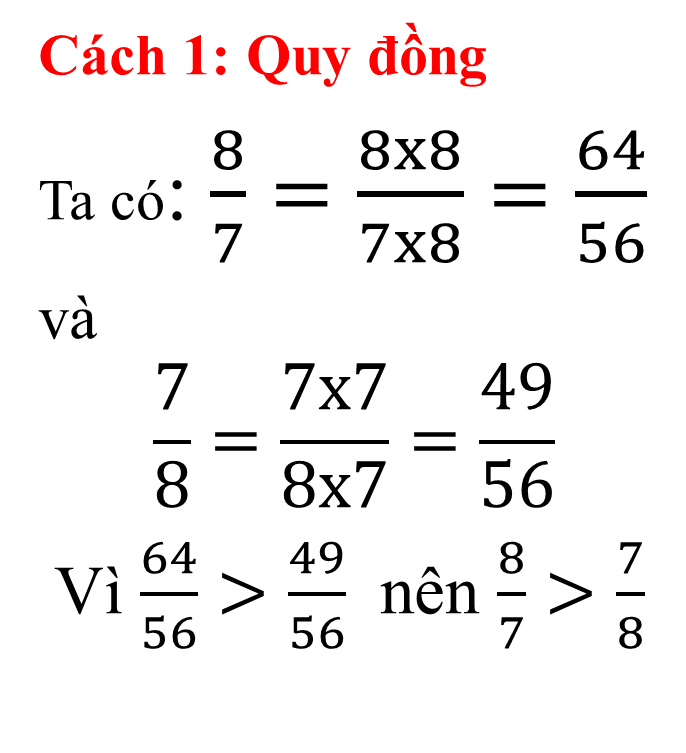 Cách 1: Quy đồng
Ta có: 8/7 = 8x8/7x8 = 64/56
và
7/8 = 7x7/8x7 = 49/56
Vì 64/56 > 49/56 nên 8/7 > 7/8